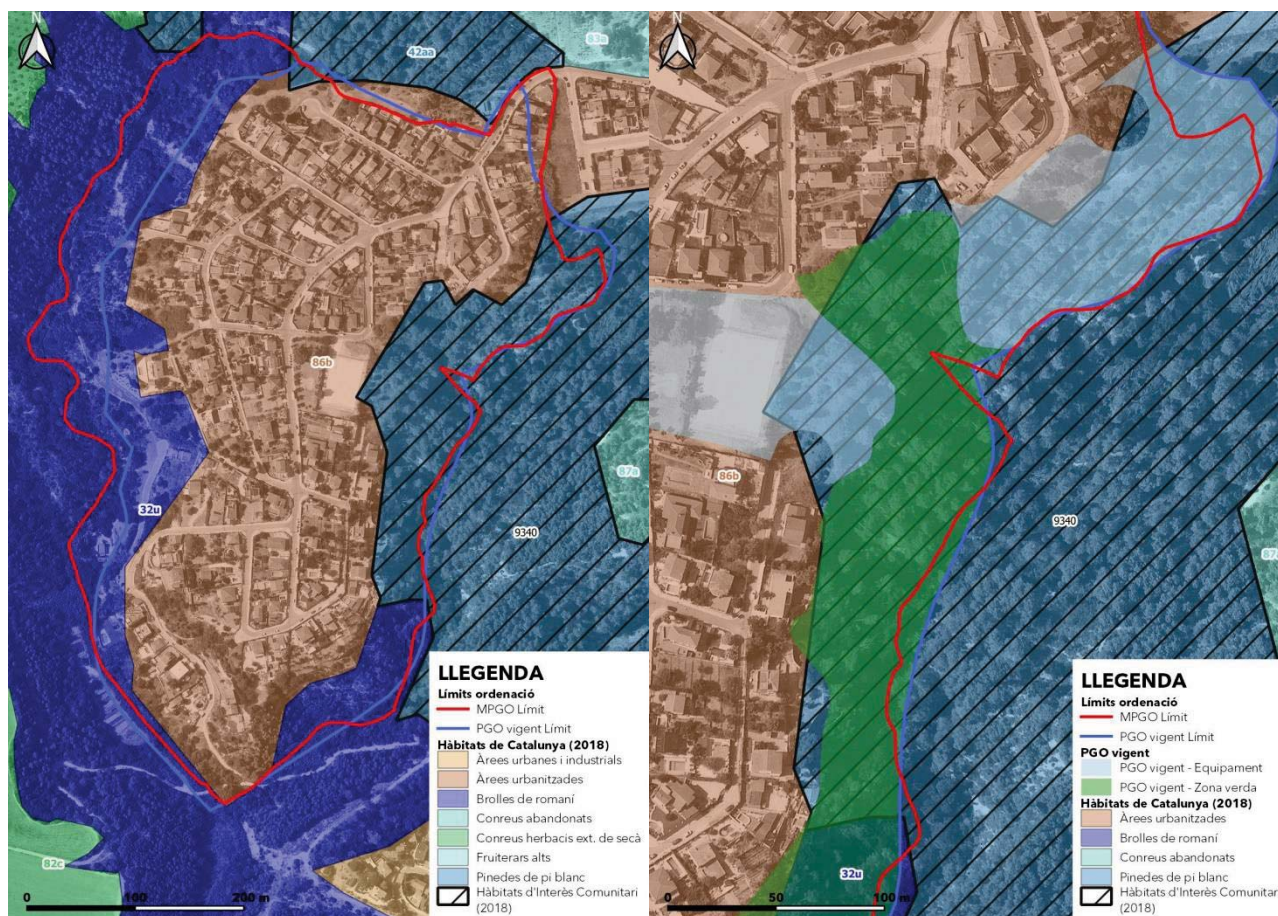 N
42aa
83a
86b
87a
32u
9340
82c
0 100 200 m
LLEGENDA
Límits ordenació
MPGO Límit
PGO vigent Límit
Hàbitats de Catalunya (2018)
Àrees urbanes i industrials
Àrees urbanitzades
Brolles de romaní
Conreus abandonats
Conreus herbacis ext. de secà
Fruiterars alts
Pinedes de pi blanc
Hàbitats d'Interès Comunitari
(2018)
N
86b
9340
32u
0 50 100 m
LLEGENDA
Límits ordenació
MPGO Límit
PGO vigent Límit
PGO vigent
PGO vigent - Equipament
PGO vigent - Zona verda
Hàbitats de Catalunya (2018)
Àrees urbanitzades
Brolles de romaní
Conreus abandonats
Pinedes de pi blanc
Hàbitats d'Interès Comunitari
(2018)